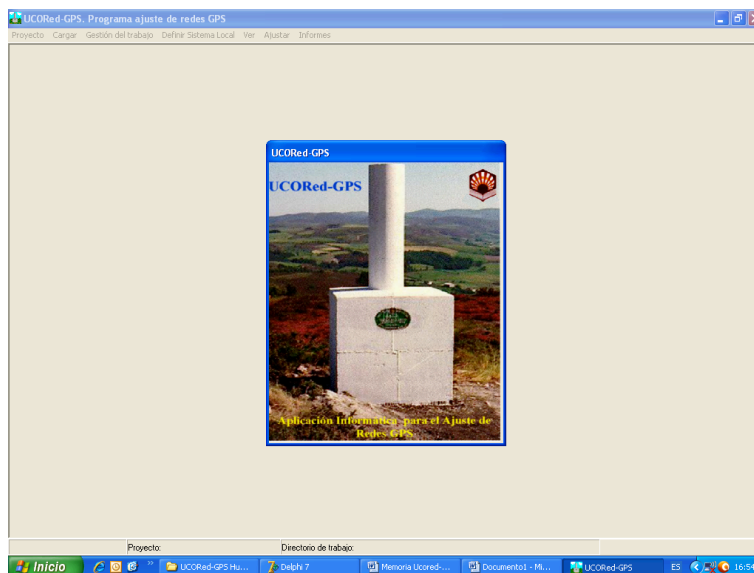 UCORed-GPS. Programa ajuste de redes GPS
Proyecto Cargar Gestión del trabajo Definir Sistema Local Ver Ajustar Informes
UCORed-GPS
UCORed-GPS
Aplicación Informática para el Ajuste de
Redes GPS
Proyecto: Directorio de trabajo:
Inicio UCORed-GPS Hu... Delphi 7 Memoria Ucored-... Documento1 - Mi... UCORed-GPS ES